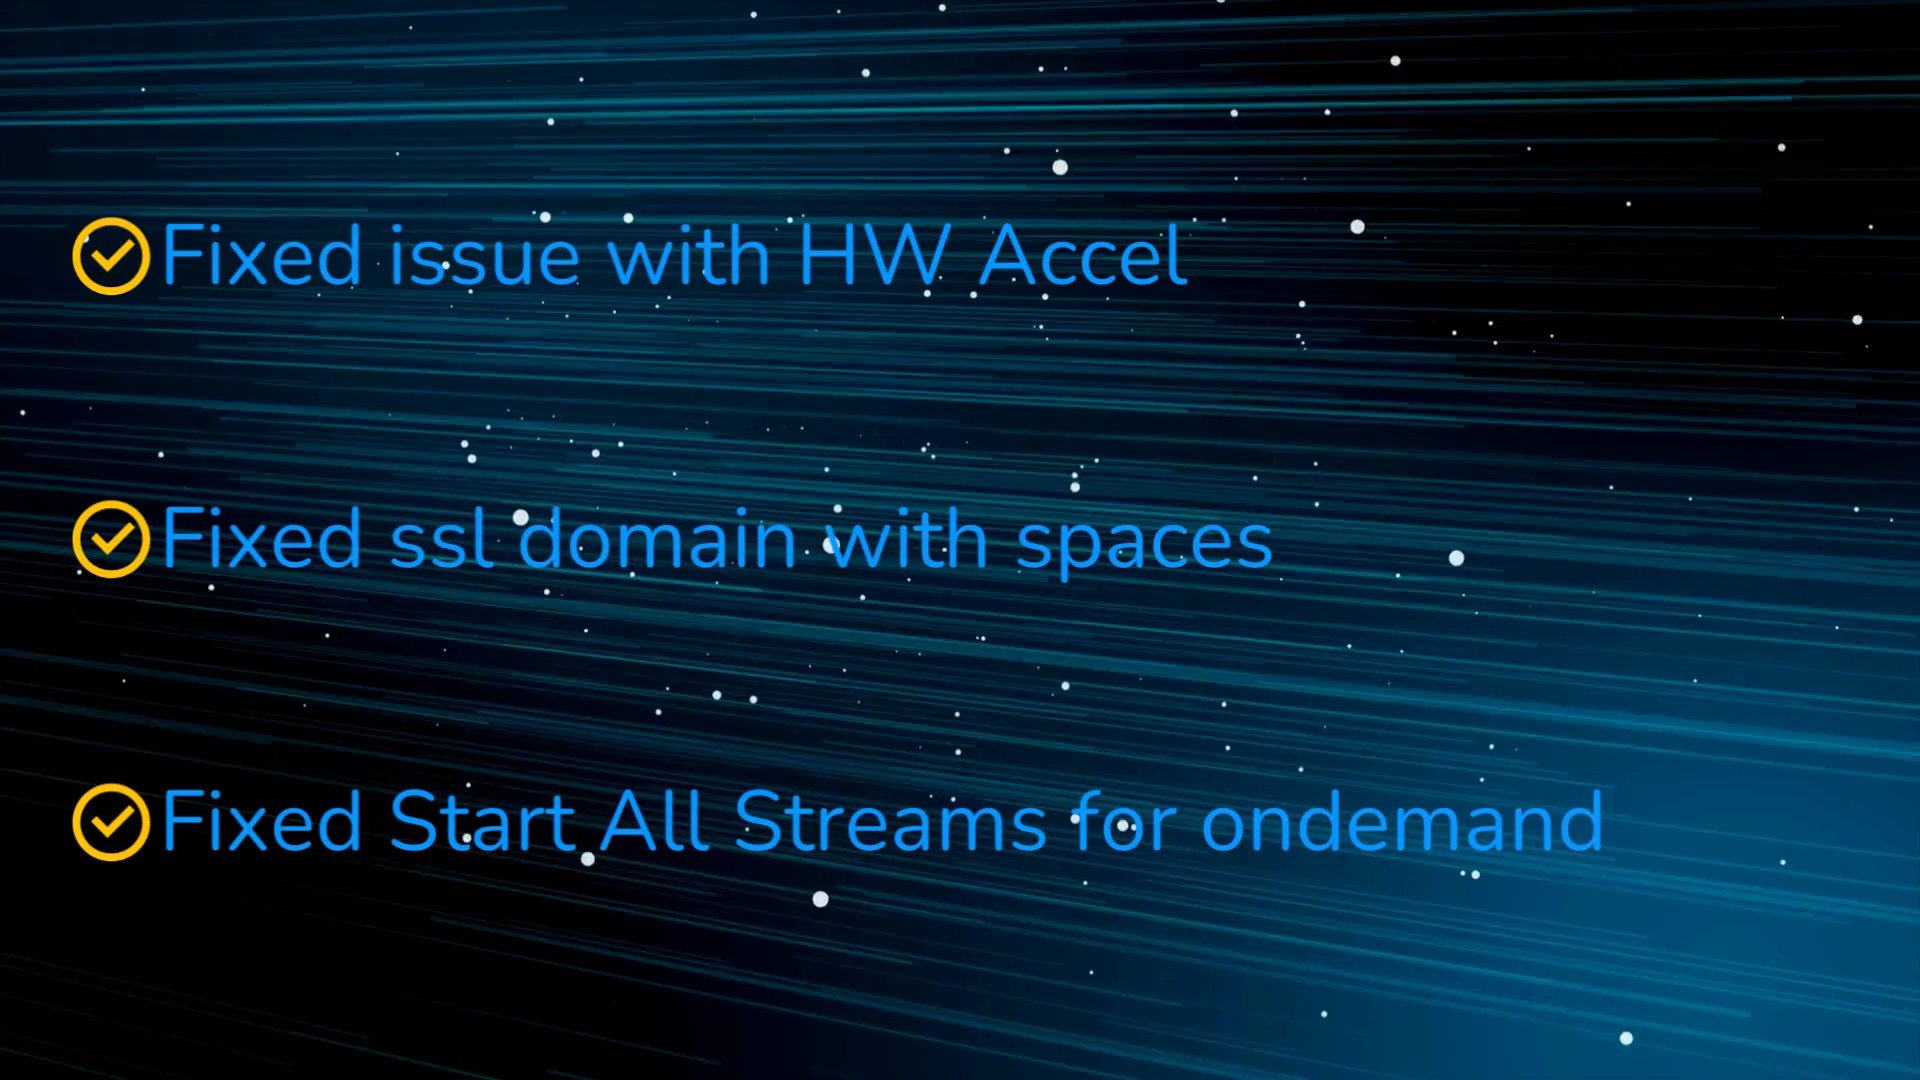 Fixed issue with HW Accel
Fixed ssl domain with spaces
Fixed Start All Streams for ondemand